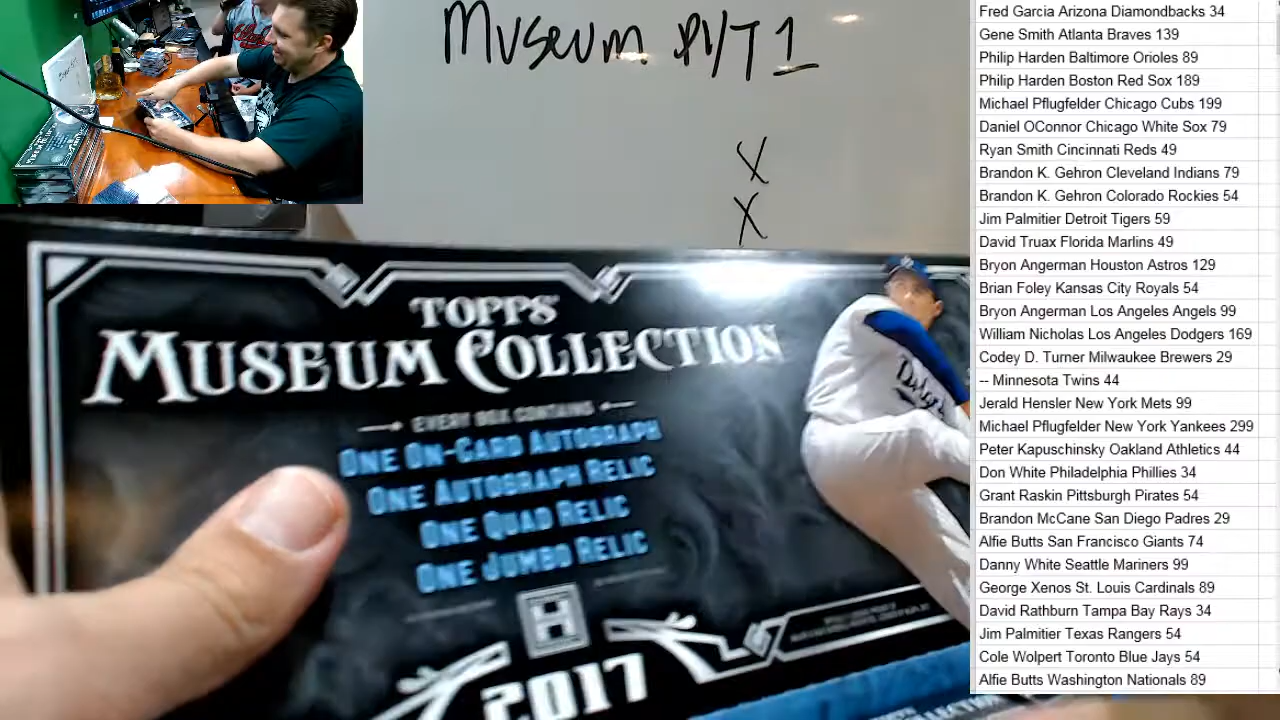 Museum PY/T 1
X
X
TOPPS
MUSEUM COLLECTION
EVERY BOX CONTAINS
ONE ON-CARD AUTOGRAPH
ONE AUTOGRAPH RELIC
ONE QUAD RELIC
ONE JUMBO RELIC
H
2017
Fred Garcia Arizona Diamondbacks 34
Gene Smith Atlanta Braves 139
Philip Harden Baltimore Orioles 89
Philip Harden Boston Red Sox 189
Michael Pflugfelder Chicago Cubs 199
Daniel OConnor Chicago White Sox 79
Ryan Smith Cincinnati Reds 49
Brandon K. Gehron Cleveland Indians 79
Brandon K. Gehron Colorado Rockies 54
Jim Palmitier Detroit Tigers 59
David Truax Florida Marlins 49
Bryon Angerman Houston Astros 129
Brian Foley Kansas City Royals 54
Bryon Angerman Los Angeles Angels 99
William Nicholas Los Angeles Dodgers 169
Codey D. Turner Milwaukee Brewers 29
-- Minnesota Twins 44
Jerald Hensler New York Mets 99
Michael Pflugfelder New York Yankees 299
Peter Kapuschinsky Oakland Athletics 44
Don White Philadelphia Phillies 34
Grant Raskin Pittsburgh Pirates 54
Brandon McCane San Diego Padres 29
Alfie Butts San Francisco Giants 74
Danny White Seattle Mariners 99
George Xenos St. Louis Cardinals 89
David Rathburn Tampa Bay Rays 34
Jim Palmitier Texas Rangers 54
Cole Wolpert Toronto Blue Jays 54
Alfie Butts Washington Nationals 89